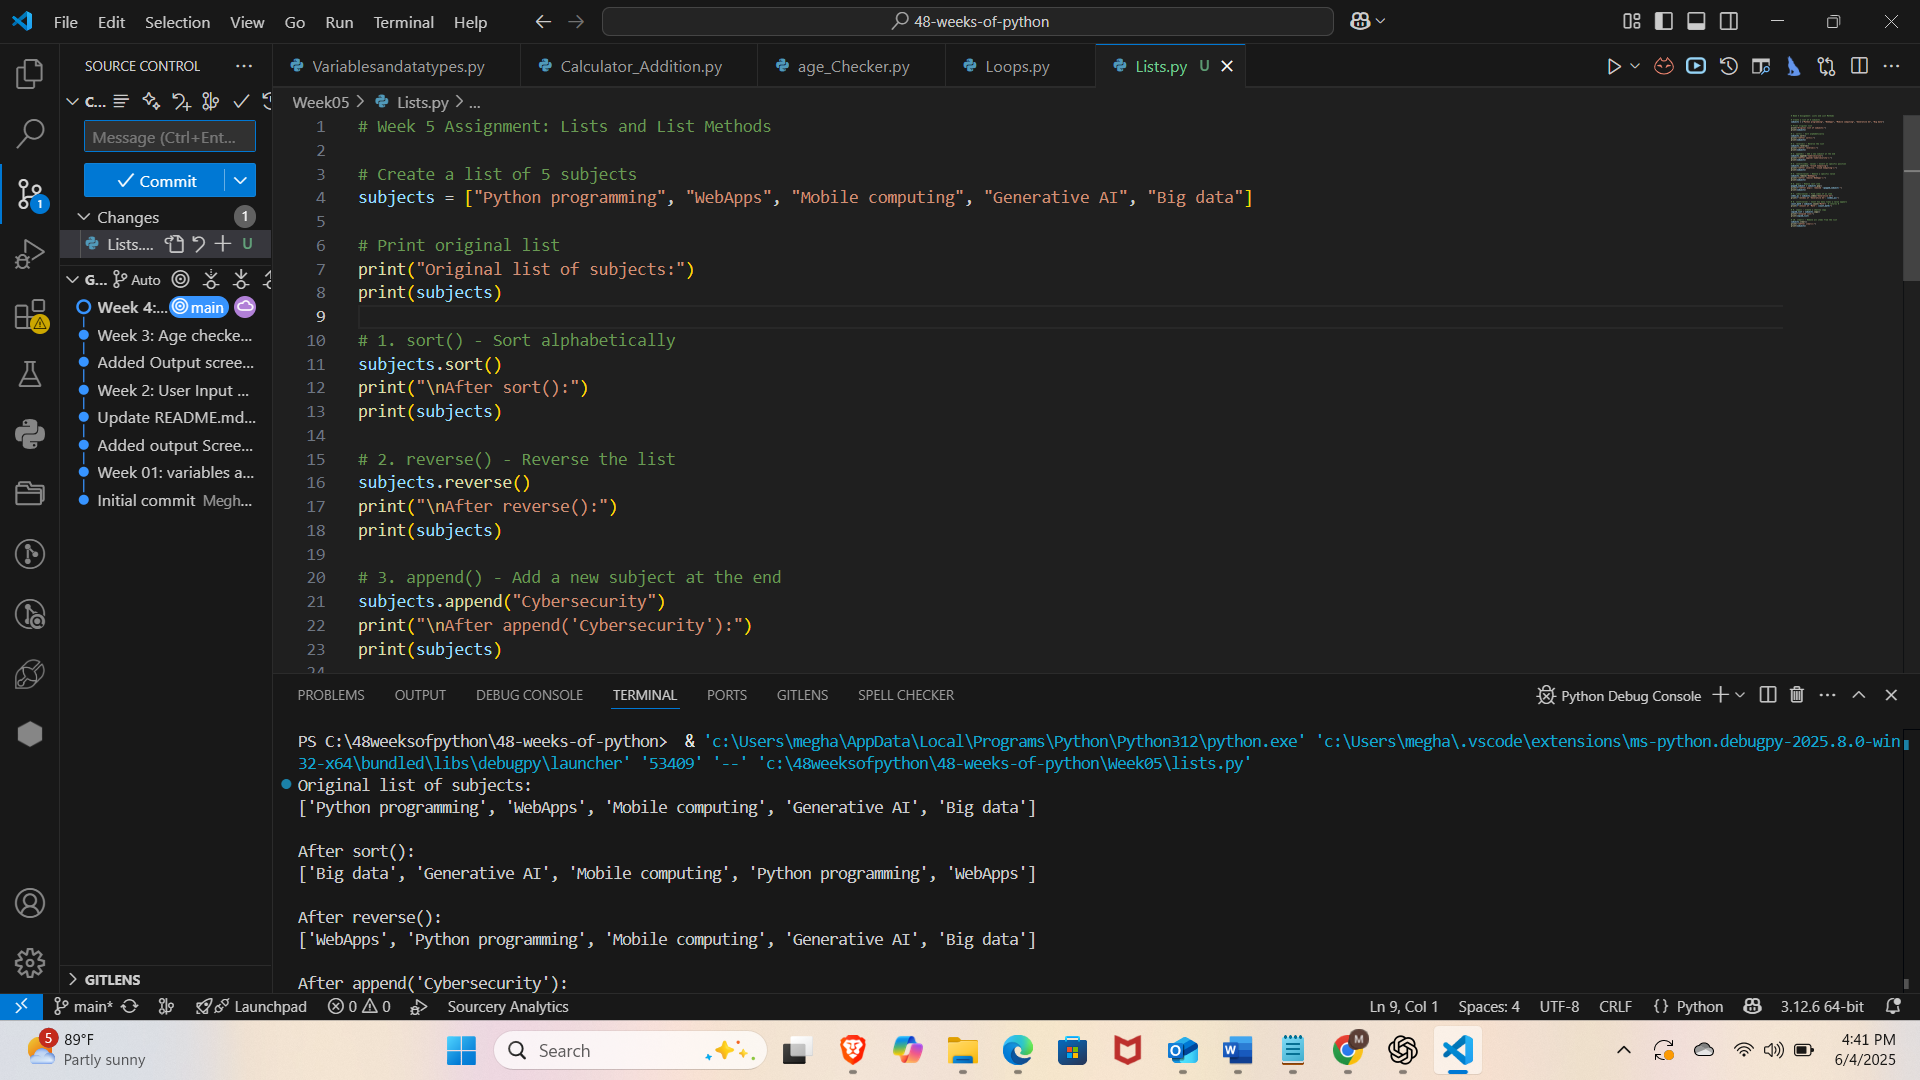 File Edit Selection View Go Run Terminal Help
48-weeks-of-python
SOURCE CONTROL
Variablesandatatypes.py
Calculator_Addition.py
age_Checker.py
Loops.py
Lists.py U
C...
Message (Ctrl+Ent...
Commit
Changes 1
Lists.... U
G... Auto
Week 4:... main
Week 3: Age checke...
Added Output scree...
Week 2: User Input ...
Update README.md...
Added output Scree...
Week 01: variables a...
Initial commit Megh...
GITLENS
1
Week05 > Lists.py > ...
1 # Week 5 Assignment: Lists and List Methods
2
3 # Create a list of 5 subjects
4 subjects = ["Python programming", "WebApps", "Mobile computing", "Generative AI", "Big data"]
5
6 # Print original list
7 print("Original list of subjects:")
8 print(subjects)
9
10 # 1. sort() - Sort alphabetically
11 subjects.sort()
12 print("\nAfter sort():")
13 print(subjects)
14
15 # 2. reverse() - Reverse the list
16 subjects.reverse()
17 print("\nAfter reverse():")
18 print(subjects)
19
20 # 3. append() - Add a new subject at the end
21 subjects.append("Cybersecurity")
22 print("\nAfter append('Cybersecurity'):")
23 print(subjects)
24
PROBLEMS OUTPUT DEBUG CONSOLE TERMINAL PORTS GITLENS SPELL CHECKER
Python Debug Console
PS C:\48weeksofpython\48-weeks-of-python> & 'c:\Users\megha\AppData\Local\Programs\Python\Python312\python.exe' 'c:\Users\megha\.vscode\extensions\ms-python.debugpy-2025.8.0-win
32-x64\bundled\libs\debugpy\launcher' '53409' '--' 'c:\48weeksofpython\48-weeks-of-python\Week05\lists.py'
Original list of subjects:
['Python programming', 'WebApps', 'Mobile computing', 'Generative AI', 'Big data']
After sort():
['Big data', 'Generative AI', 'Mobile computing', 'Python programming', 'WebApps']
After reverse():
['WebApps', 'Python programming', 'Mobile computing', 'Generative AI', 'Big data']
After append('Cybersecurity'):
main* Launchpad 0 0 Sourcery Analytics
Ln 9, Col 1 Spaces: 4 UTF-8 CRLF {} Python 3.12.6 64-bit
5
89°F
Partly sunny
Search
M
4:41 PM
6/4/2025